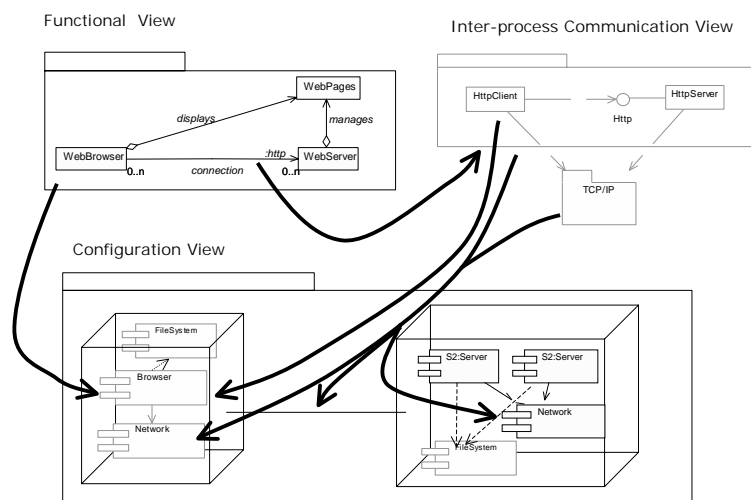 Functional View
Inter-process Communication View
WebPages
displays
manages
WebBrowser
:http
WebServer
0..n
connection
0..n
HttpClient
Http
HttpServer
TCP/IP
Configuration View
FileSystem
Browser
Network
S2:Server
S2:Server
Network
FileSystem